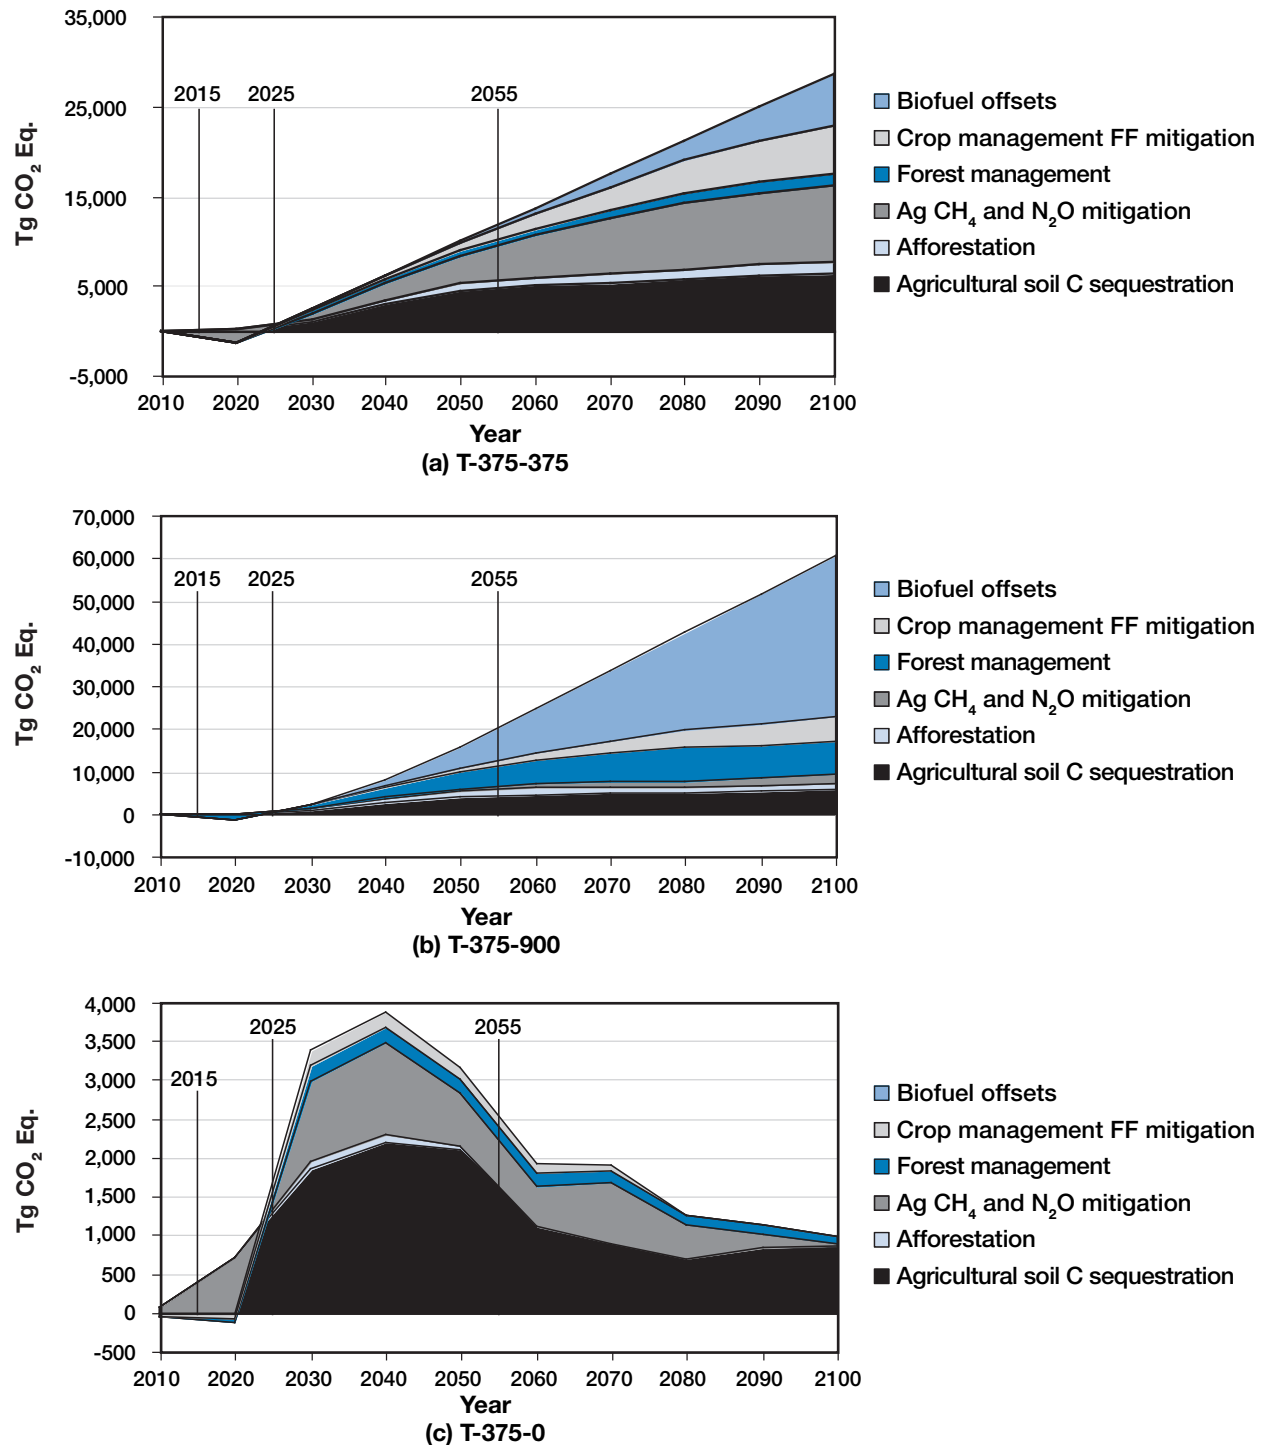 35,000
25,000
15,000
5,000
-5,000
Tg CO₂ Eq.
2015 2025 2055
2010 2020 2030 2040 2050 2060 2070 2080 2090 2100
Year
(a) T-375-375
Biofuel offsets
Crop management FF mitigation
Forest management
Ag CH₄ and N₂O mitigation
Afforestation
Agricultural soil C sequestration
70,000
60,000
50,000
40,000
30,000
20,000
10,000
0
-10,000
Tg CO₂ Eq.
2015 2025 2055
2010 2020 2030 2040 2050 2060 2070 2080 2090 2100
Year
(b) T-375-900
Biofuel offsets
Crop management FF mitigation
Forest management
Ag CH₄ and N₂O mitigation
Afforestation
Agricultural soil C sequestration
4,000
3,500
3,000
2,500
2,000
1,500
1,000
500
0
-500
Tg CO₂ Eq.
2015 2025 2055
2010 2020 2030 2040 2050 2060 2070 2080 2090 2100
Year
(c) T-375-0
Biofuel offsets
Crop management FF mitigation
Forest management
Ag CH₄ and N₂O mitigation
Afforestation
Agricultural soil C sequestration